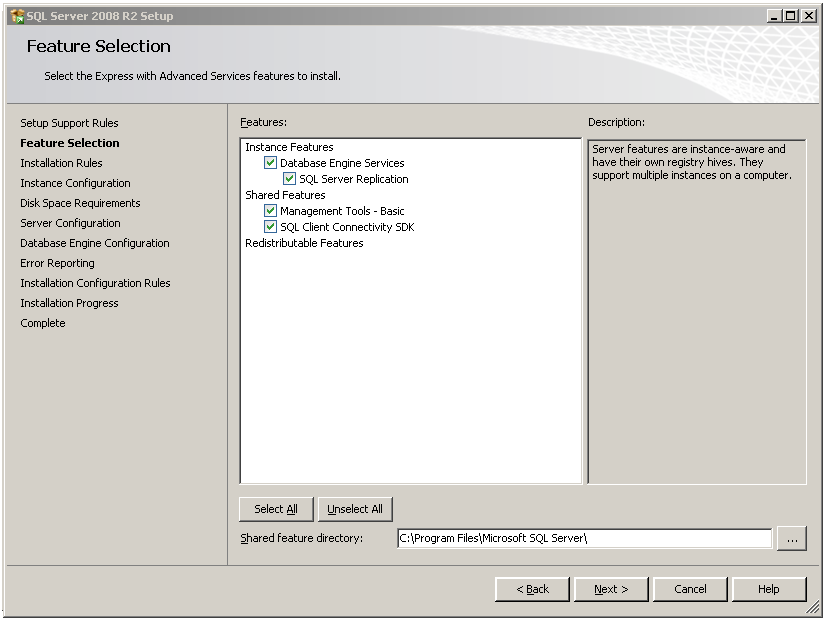 SQL Server 2008 R2 Setup
Feature Selection
Select the Express with Advanced Services features to install.
Setup Support Rules
Feature Selection
Installation Rules
Instance Configuration
Disk Space Requirements
Server Configuration
Database Engine Configuration
Error Reporting
Installation Configuration Rules
Installation Progress
Complete
Features:
Instance Features
Database Engine Services
SQL Server Replication
Shared Features
Management Tools - Basic
SQL Client Connectivity SDK
Redistributable Features
Description:
Server features are instance-aware and
have their own registry hives. They
support multiple instances on a computer.
Select All
Unselect All
Shared feature directory:
C:\Program Files\Microsoft SQL Server\
...
< Back
Next >
Cancel
Help